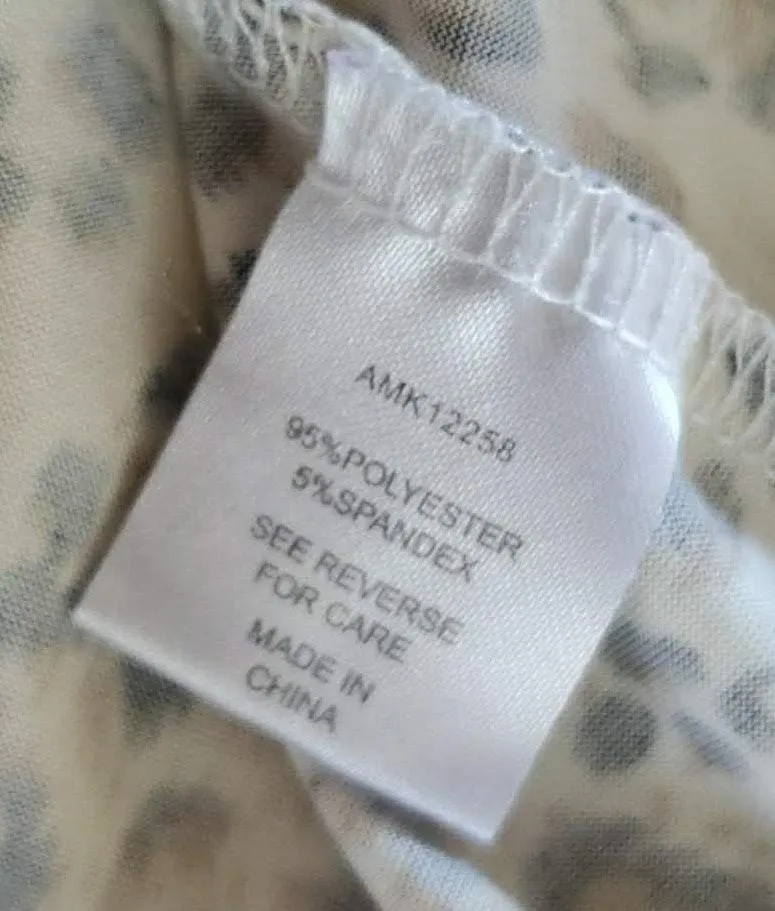 AMK12258
95%POLYESTER
5%SPANDEX
SEE REVERSE
FOR CARE
MADE IN
CHINA